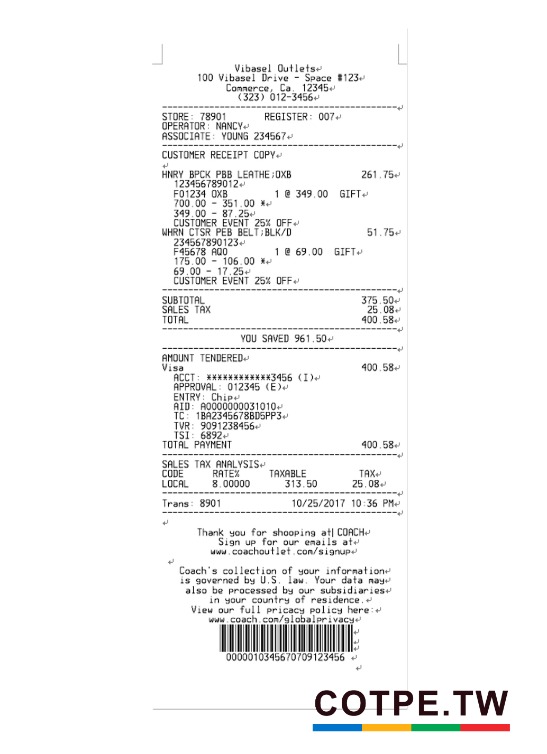 Vibasel Outlets
100 Vibasel Drive - Space #123
Commerce, Ca. 12345
(323) 012-3456
STORE: 78901 REGISTER: 007
OPERATOR: NANCY
ASSOCIATE: YOUNG 234567
CUSTOMER RECEIPT COPY
HNRY BPCK PBB LEATHE;OXB 261.75
123456789012
F01234 OXB 1 @ 349.00 GIFT
700.00 - 351.00 *
349.00 - 87.25
CUSTOMER EVENT 25% OFF
WHRN CTSR PEB BELT;BLK/D 51.75
234567890123
F45678 AQ0 1 @ 69.00 GIFT
175.00 - 106.00 *
69.00 - 17.25
CUSTOMER EVENT 25% OFF
SUBTOTAL 375.50
SALES TAX 25.08
TOTAL 400.58
YOU SAVED 961.50
AMOUNT TENDERED
Visa 400.58
ACCT: ************3456 (I)
APPROVAL: 012345 (E)
ENTRY: Chip
AID: A0000000031010
TC: 1BA2345678BD5PP3
TVR: 9091238456
TSI: 6892
TOTAL PAYMENT 400.58
SALES TAX ANALYSIS
CODE RATE% TAXABLE TAX
LOCAL 8.00000 313.50 25.08
Trans: 8901 10/25/2017 10:36 PM
Thank you for shooping at COACH
Sign up for our emails at
www.coachoutlet.com/signup
Coach's collection of your information
is governed by U.S. law. Your data may
also be processed by our subsidiaries
in your country of residence.
View our full pricacy policy here:
www.coach.com/globalprivacy
0000010345670709123456
COTPE.TW